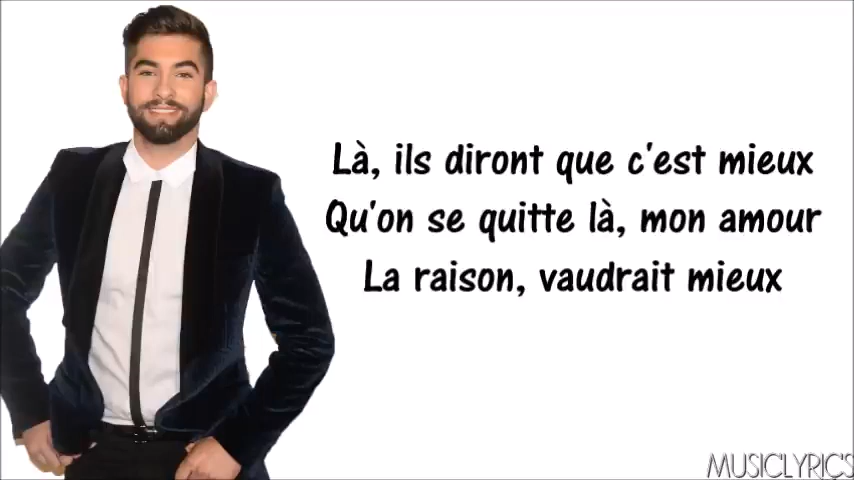 Là, ils diront que c'est mieux
Qu'on se quitte là, mon amour
La raison, vaudrait mieux
MUSICLYRICS